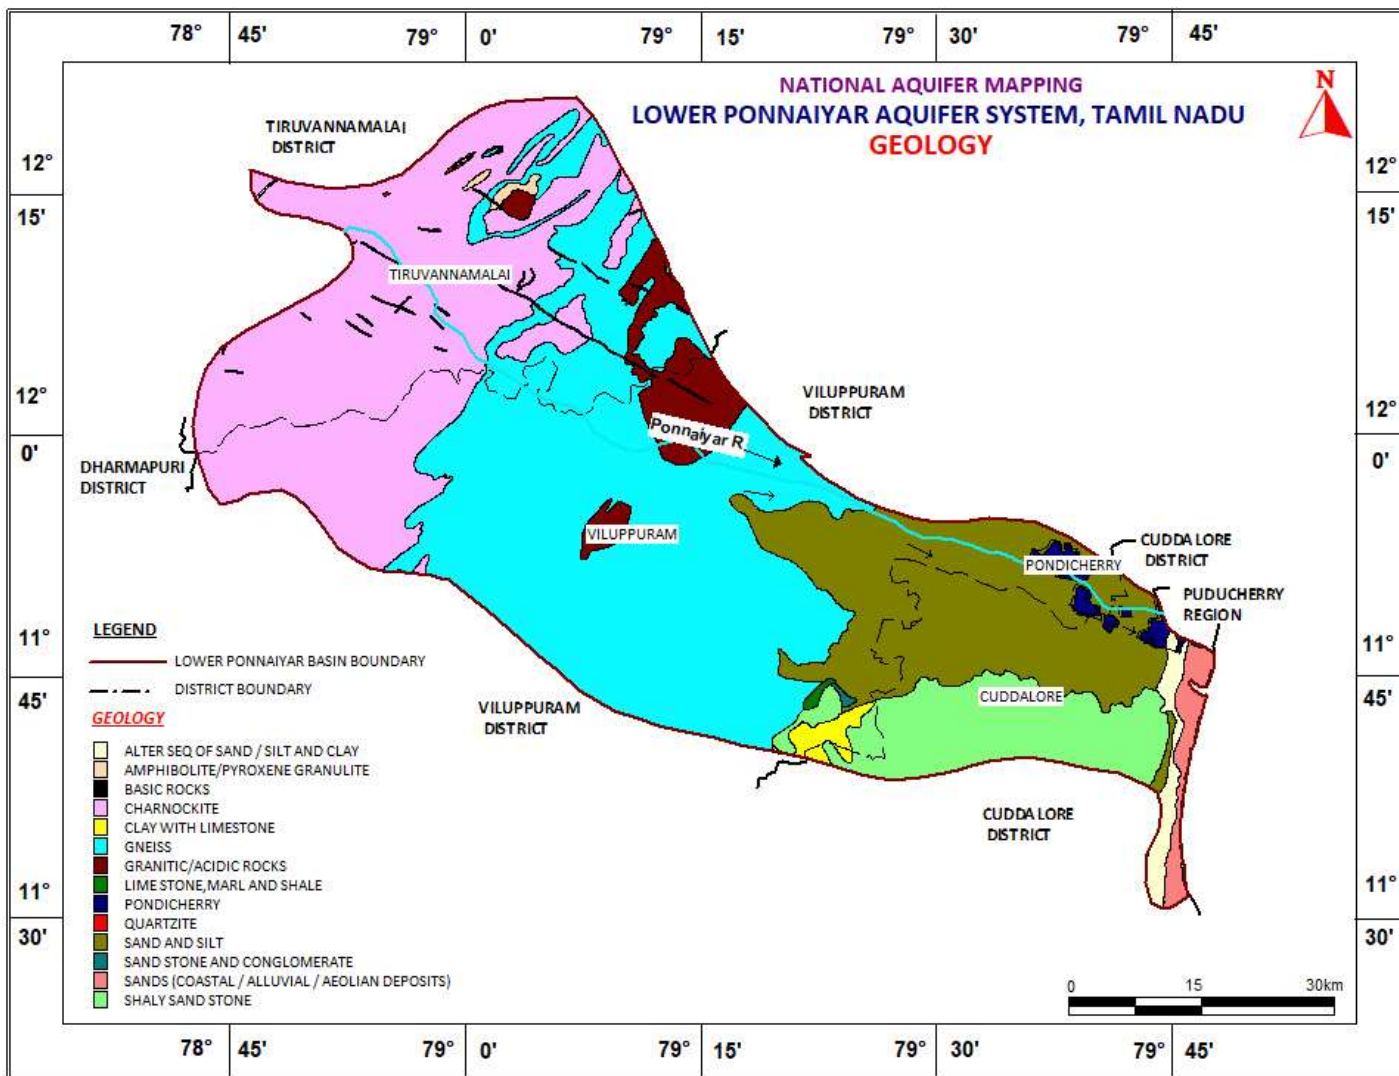 78° 45' 79° 0' 79° 15' 79° 30' 79° 45'
NATIONAL AQUIFER MAPPING
LOWER PONNAIYAR AQUIFER SYSTEM, TAMIL NADU
GEOLOGY
N
TIRUVANNAMALAI
DISTRICT
12°
15'
12°
15'
TIRUVANNAMALAI
VILUPPURAM
DISTRICT
12°
0'
12°
0'
Ponnaiyar R
DHARMAPURI
DISTRICT
VILUPPURAM
CUDDALORE
DISTRICT
PONDICHERRY
PUDUCHERRY
REGION
11°
45'
11°
45'
CUDDALORE
VILUPPURAM
DISTRICT
CUDDALORE
DISTRICT
11°
30'
11°
30'
LEGEND
LOWER PONNAIYAR BASIN BOUNDARY
DISTRICT BOUNDARY
GEOLOGY
ALTER SEQ OF SAND / SILT AND CLAY
AMPHIBOLITE/PYROXENE GRANULITE
BASIC ROCKS
CHARNOCKITE
CLAY WITH LIMESTONE
GNEISS
GRANITIC/ACIDIC ROCKS
LIME STONE,MARL AND SHALE
PONDICHERRY
QUARTZITE
SAND AND SILT
SAND STONE AND CONGLOMERATE
SANDS (COASTAL / ALLUVIAL / AEOLIAN DEPOSITS)
SHALY SAND STONE
0 15 30km
78° 45' 79° 0' 79° 15' 79° 30' 79° 45'